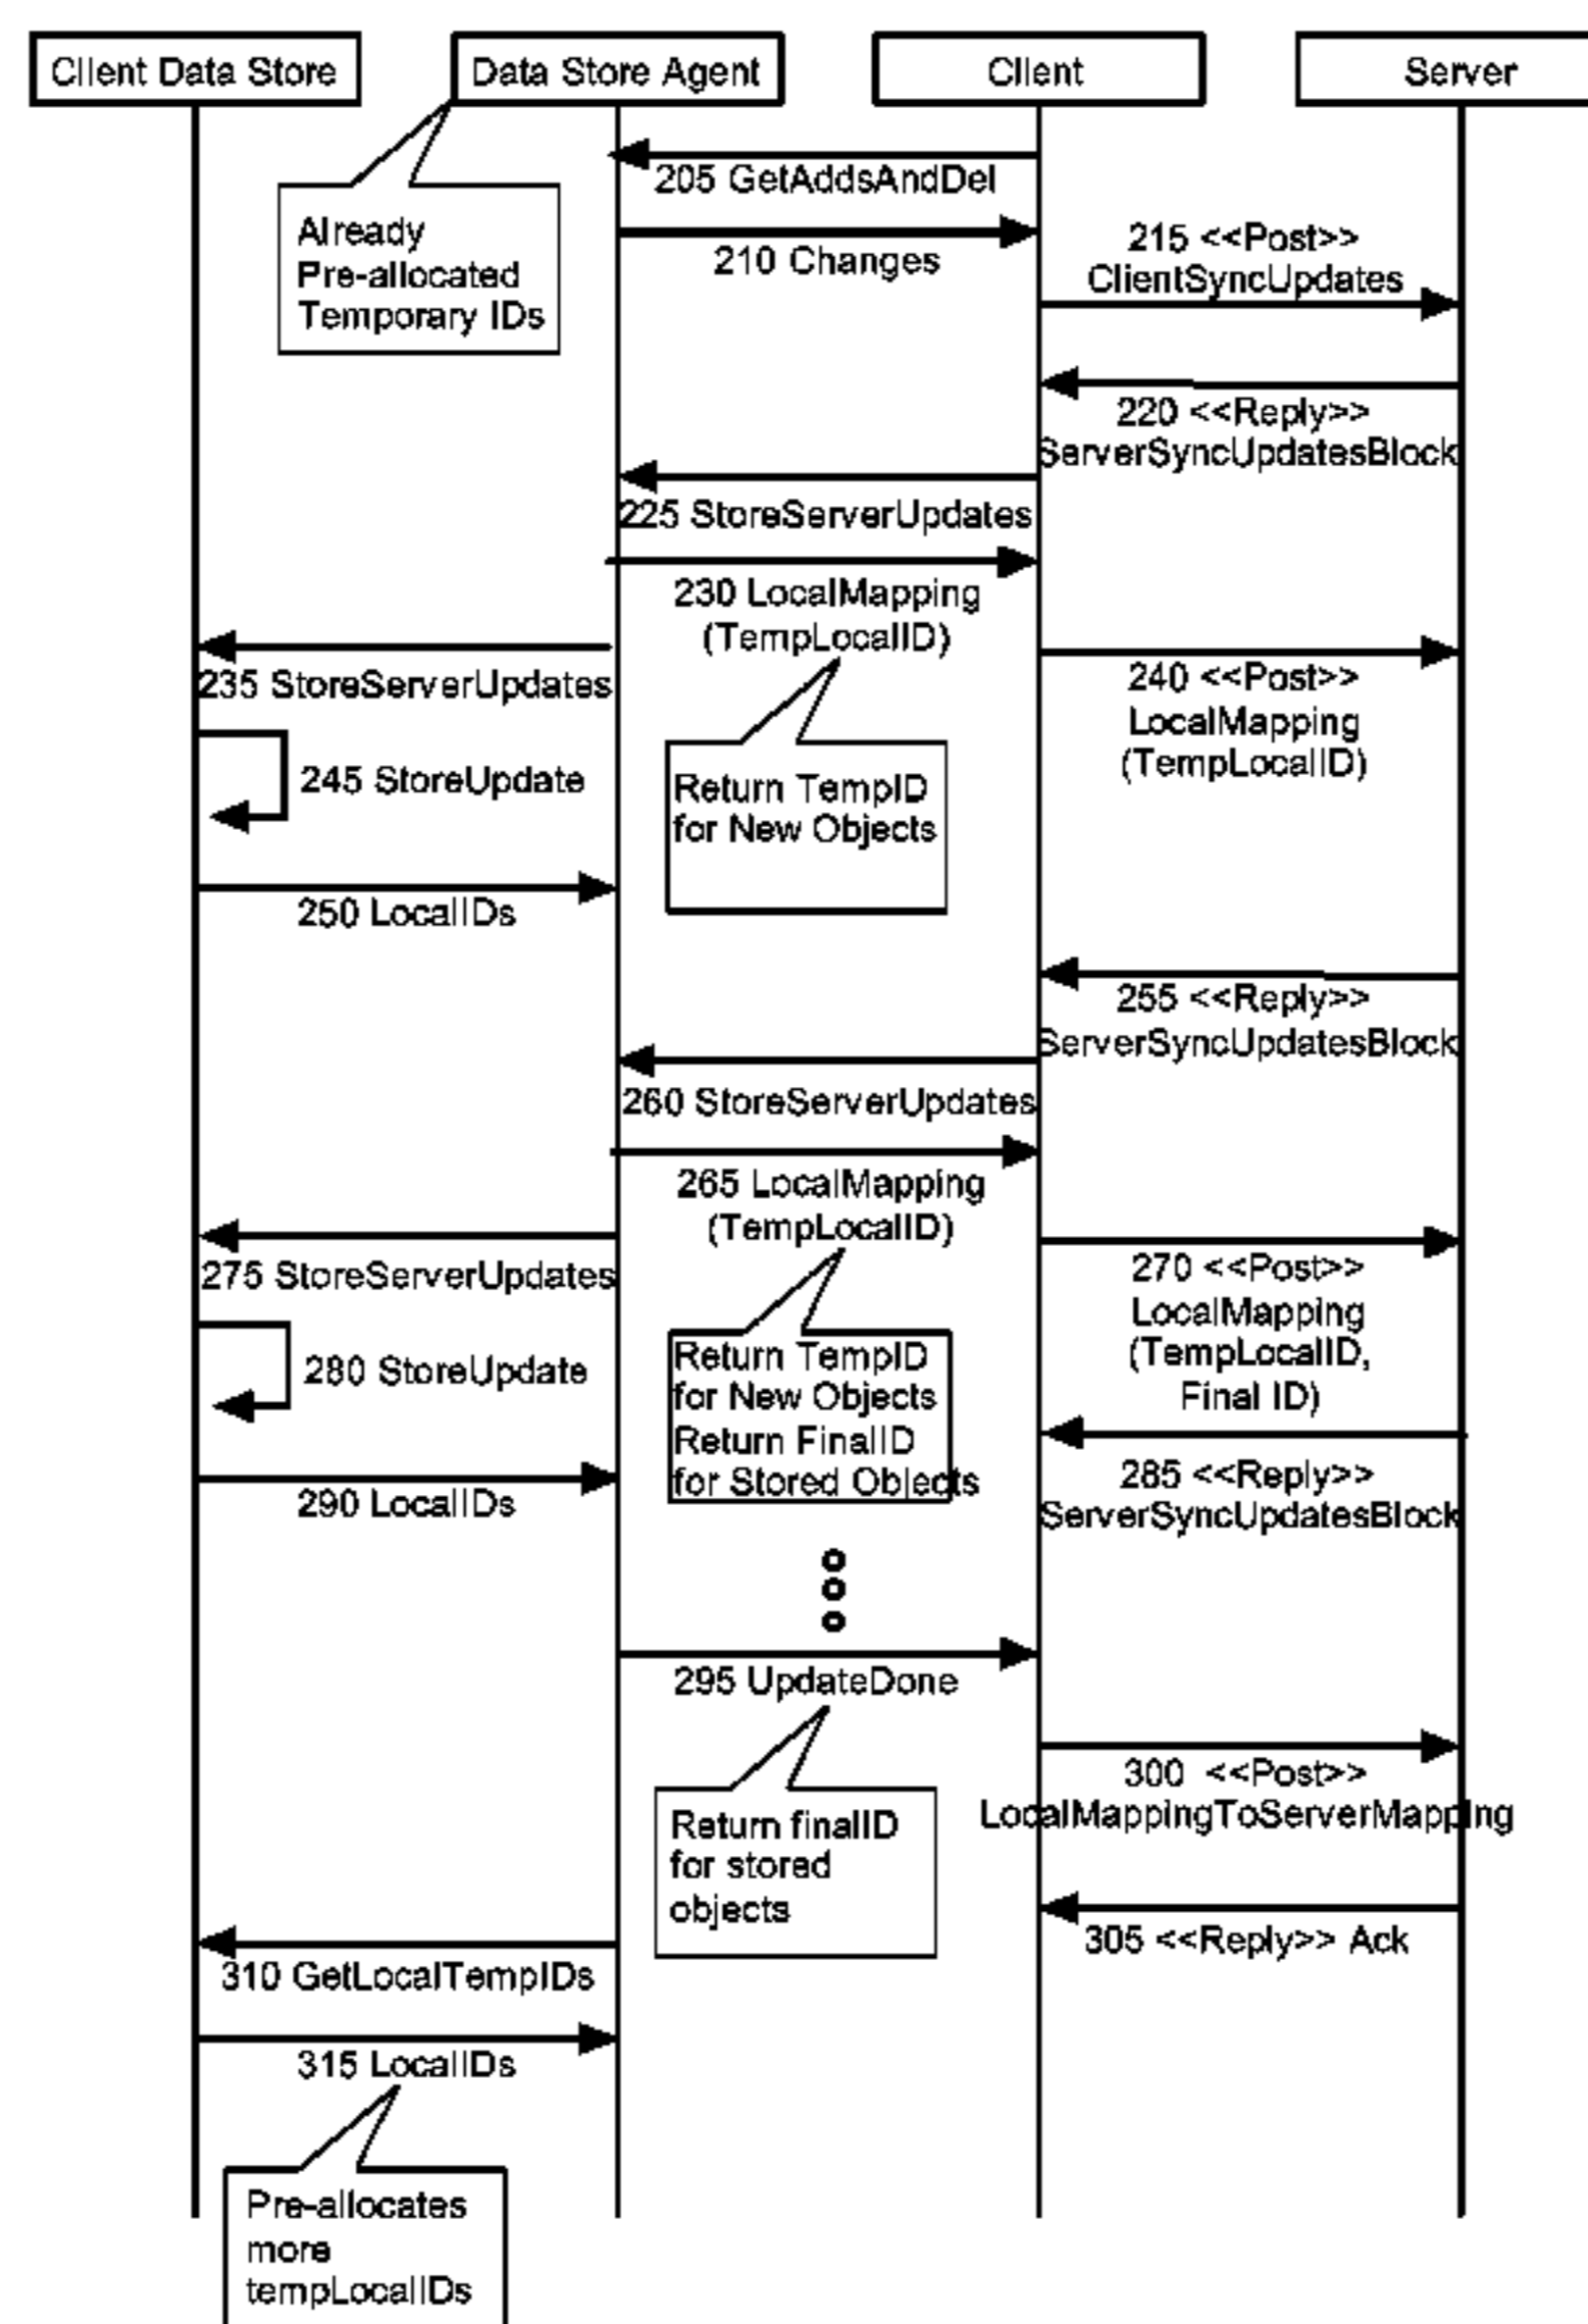 Client Data Store
Data Store Agent
Client
Server
205 GetAddsAndDel
Already
Pre-allocated
Temporary IDs
210 Changes
215 <<Post>>
ClientSyncUpdates
220 <<Reply>>
ServerSyncUpdatesBlock
225 StoreServerUpdates
230 LocalMapping
(TempLocalID)
235 StoreServerUpdates
240 <<Post>>
LocalMapping
(TempLocalID)
245 StoreUpdate
Return TempID
for New Objects
250 LocalIDs
255 <<Reply>>
ServerSyncUpdatesBlock
260 StoreServerUpdates
265 LocalMapping
(TempLocalID)
275 StoreServerUpdates
270 <<Post>>
LocalMapping
(TempLocalID,
Final ID)
280 StoreUpdate
Return TempID
for New Objects
Return FinalID
for Stored Objects
285 <<Reply>>
ServerSyncUpdatesBlock
290 LocalIDs
295 UpdateDone
300 <<Post>>
LocalMappingToServerMapping
Return finalID
for stored
objects
305 <<Reply>> Ack
310 GetLocalTempIDs
315 LocalIDs
Pre-allocates
more
tempLocalIDs